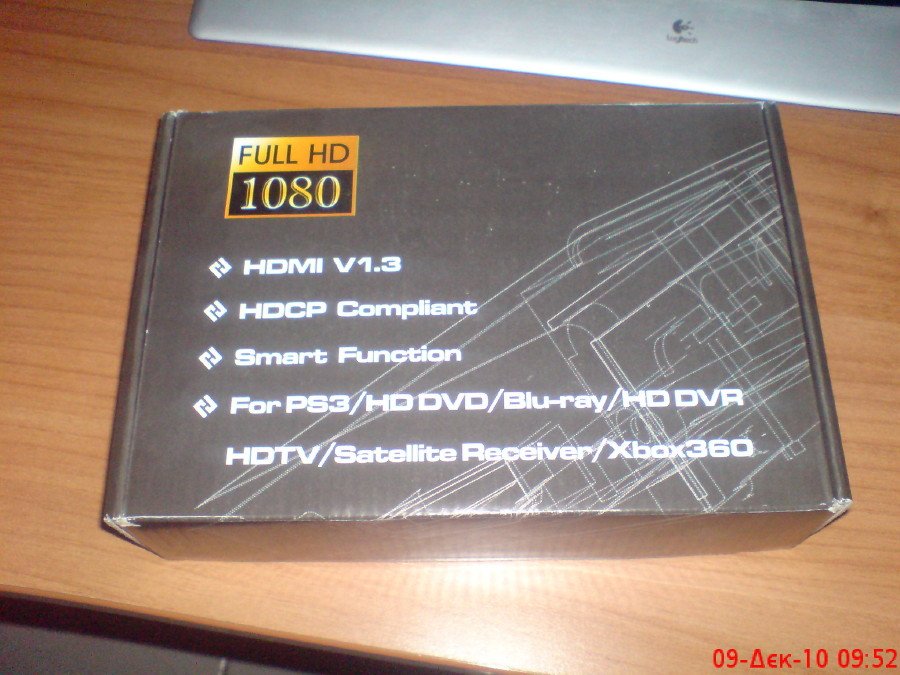 Logitech
FULL HD
1080
HDMI V1.3
HDCP Compliant
Smart Function
For PS3/HD DVD/Blu-ray/HD DVR
HDTV/Satellite Receiver/Xbox360
09-Δεκ-10 09:52